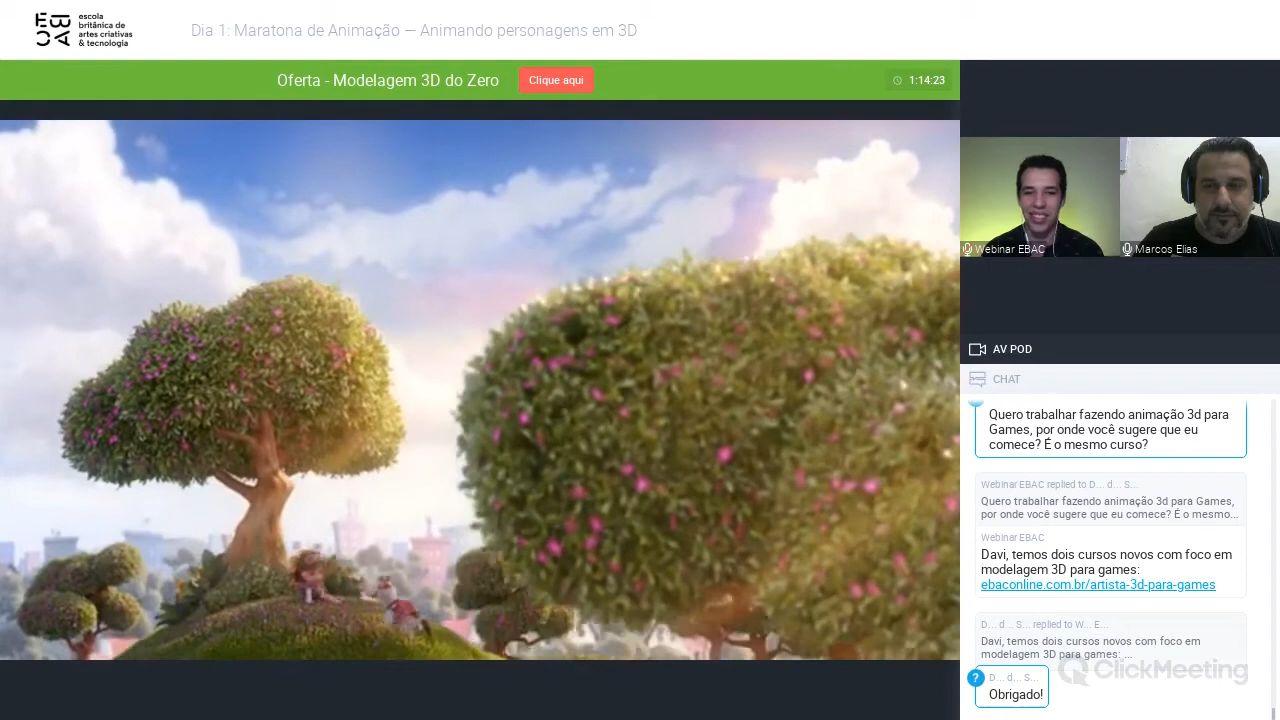 EBAC
escola
britânica de
artes criativas
& tecnologia
Dia 1: Maratona de Animação — Animando personagens em 3D
Oferta - Modelagem 3D do Zero
Clique aqui
1:14:23
Webinar EBAC
Marcos Elias
AV POD
CHAT
Quero trabalhar fazendo animação 3d para
Games, por onde você sugere que eu
comece? É o mesmo curso?
Webinar EBAC replied to D... d... S...
Quero trabalhar fazendo animação 3d para Games,
por onde você sugere que eu comece? É o mesmo...
Webinar EBAC
Davi, temos dois cursos novos com foco em
modelagem 3D para games:
ebaconline.com.br/artista-3d-para-games
D... d... S... replied to W... E...
Davi, temos dois cursos novos com foco em
modelagem 3D para games: ...
ClickMeeting
?
D... d... S...
Obrigado!